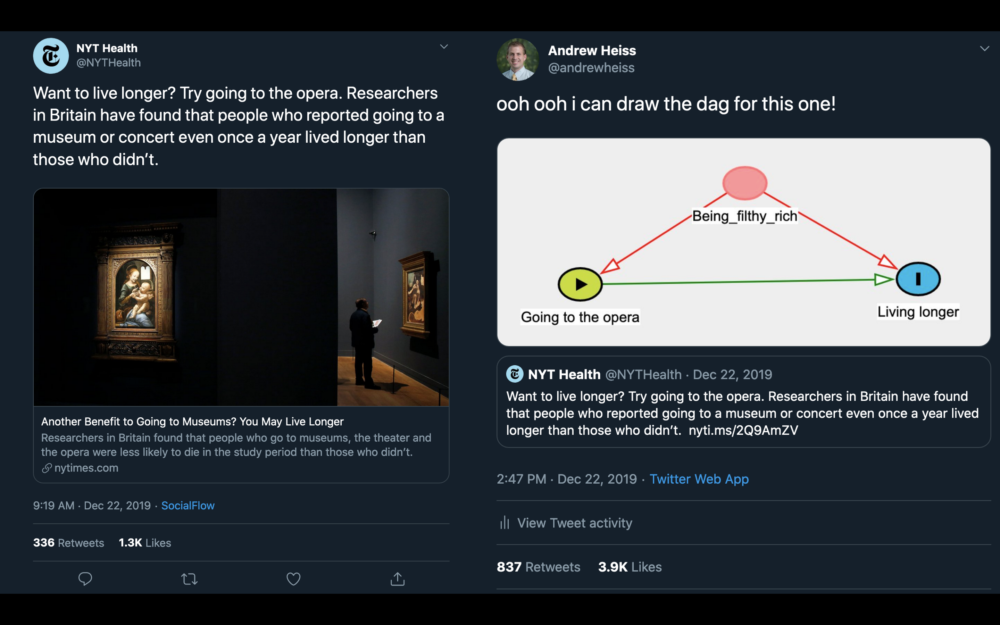 NYT Health
@NYTHealth
Want to live longer? Try going to the opera. Researchers
in Britain have found that people who reported going to a
museum or concert even once a year lived longer than
those who didn’t.
Another Benefit to Going to Museums? You May Live Longer
Researchers in Britain found that people who go to museums, the theater and
the opera were less likely to die in the study period than those who didn’t.
nytimes.com
9:19 AM · Dec 22, 2019 · SocialFlow
336 Retweets 1.3K Likes
Andrew Heiss
@andrewheiss
ooh ooh i can draw the dag for this one!
Being_filthy_rich
Going to the opera
Living longer
NYT Health @NYTHealth · Dec 22, 2019
Want to live longer? Try going to the opera. Researchers in Britain have found
that people who reported going to a museum or concert even once a year lived
longer than those who didn’t. nyti.ms/2Q9AmZV
2:47 PM · Dec 22, 2019 · Twitter Web App
View Tweet activity
837 Retweets 3.9K Likes